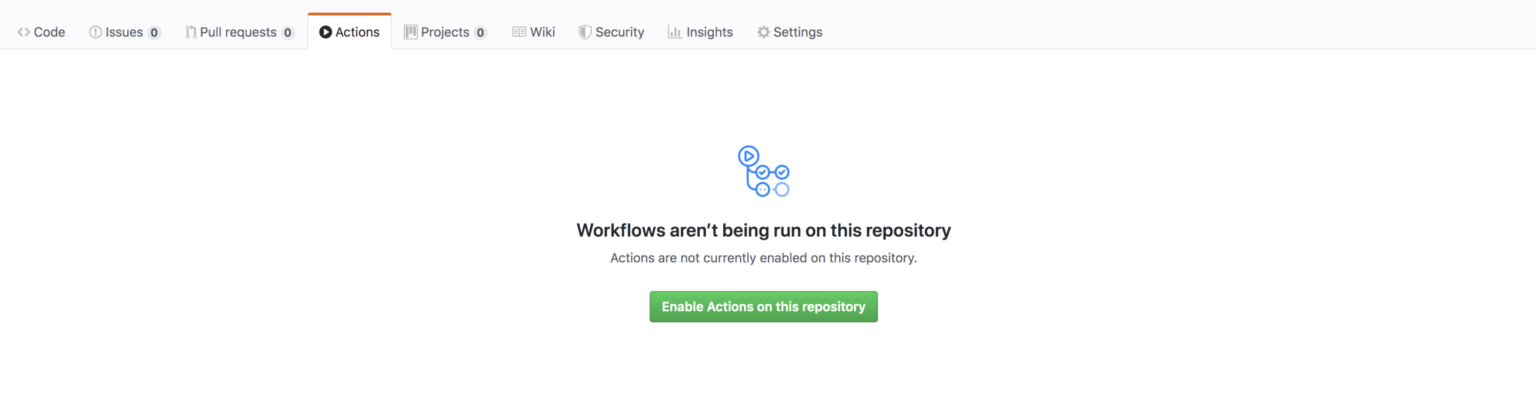 Code Issues 0 Pull requests 0 Actions Projects 0 Wiki Security Insights Settings
Workflows aren’t being run on this repository
Actions are not currently enabled on this repository.
Enable Actions on this repository